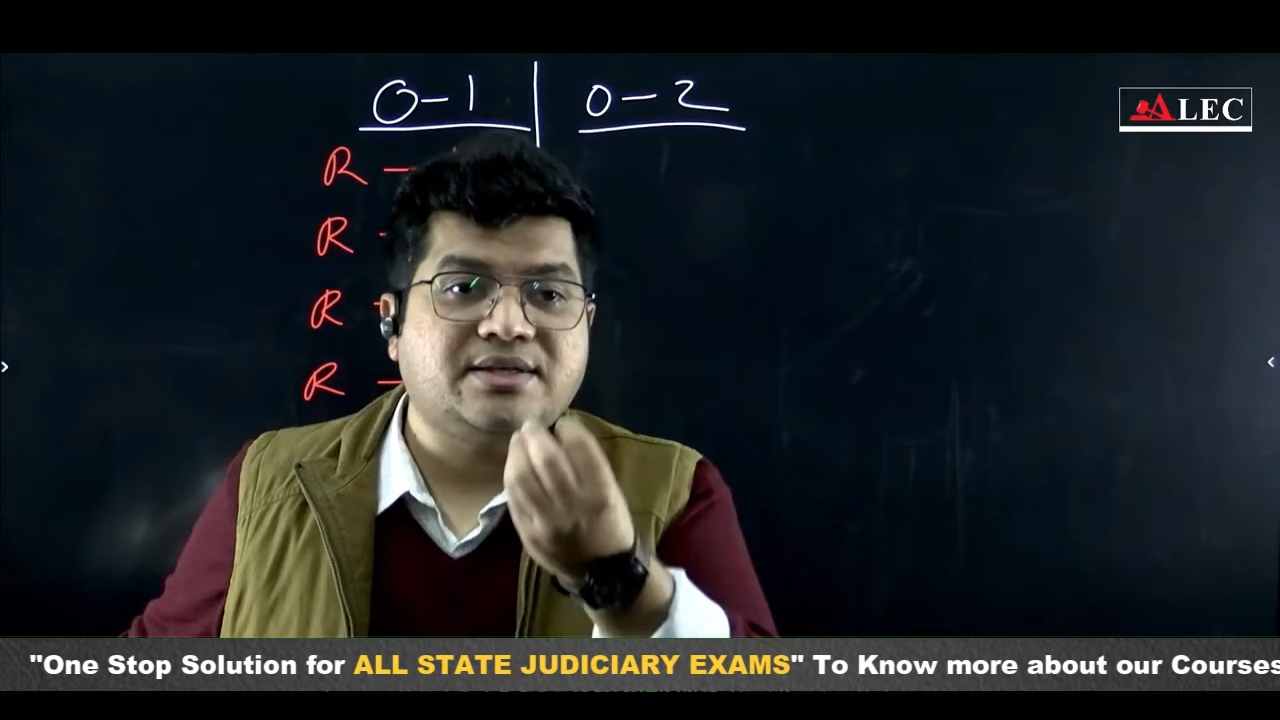 O-1 | O-2
ALEC
R -
R -
R -
R -
"One Stop Solution for ALL STATE JUDICIARY EXAMS" To Know more about our Courses